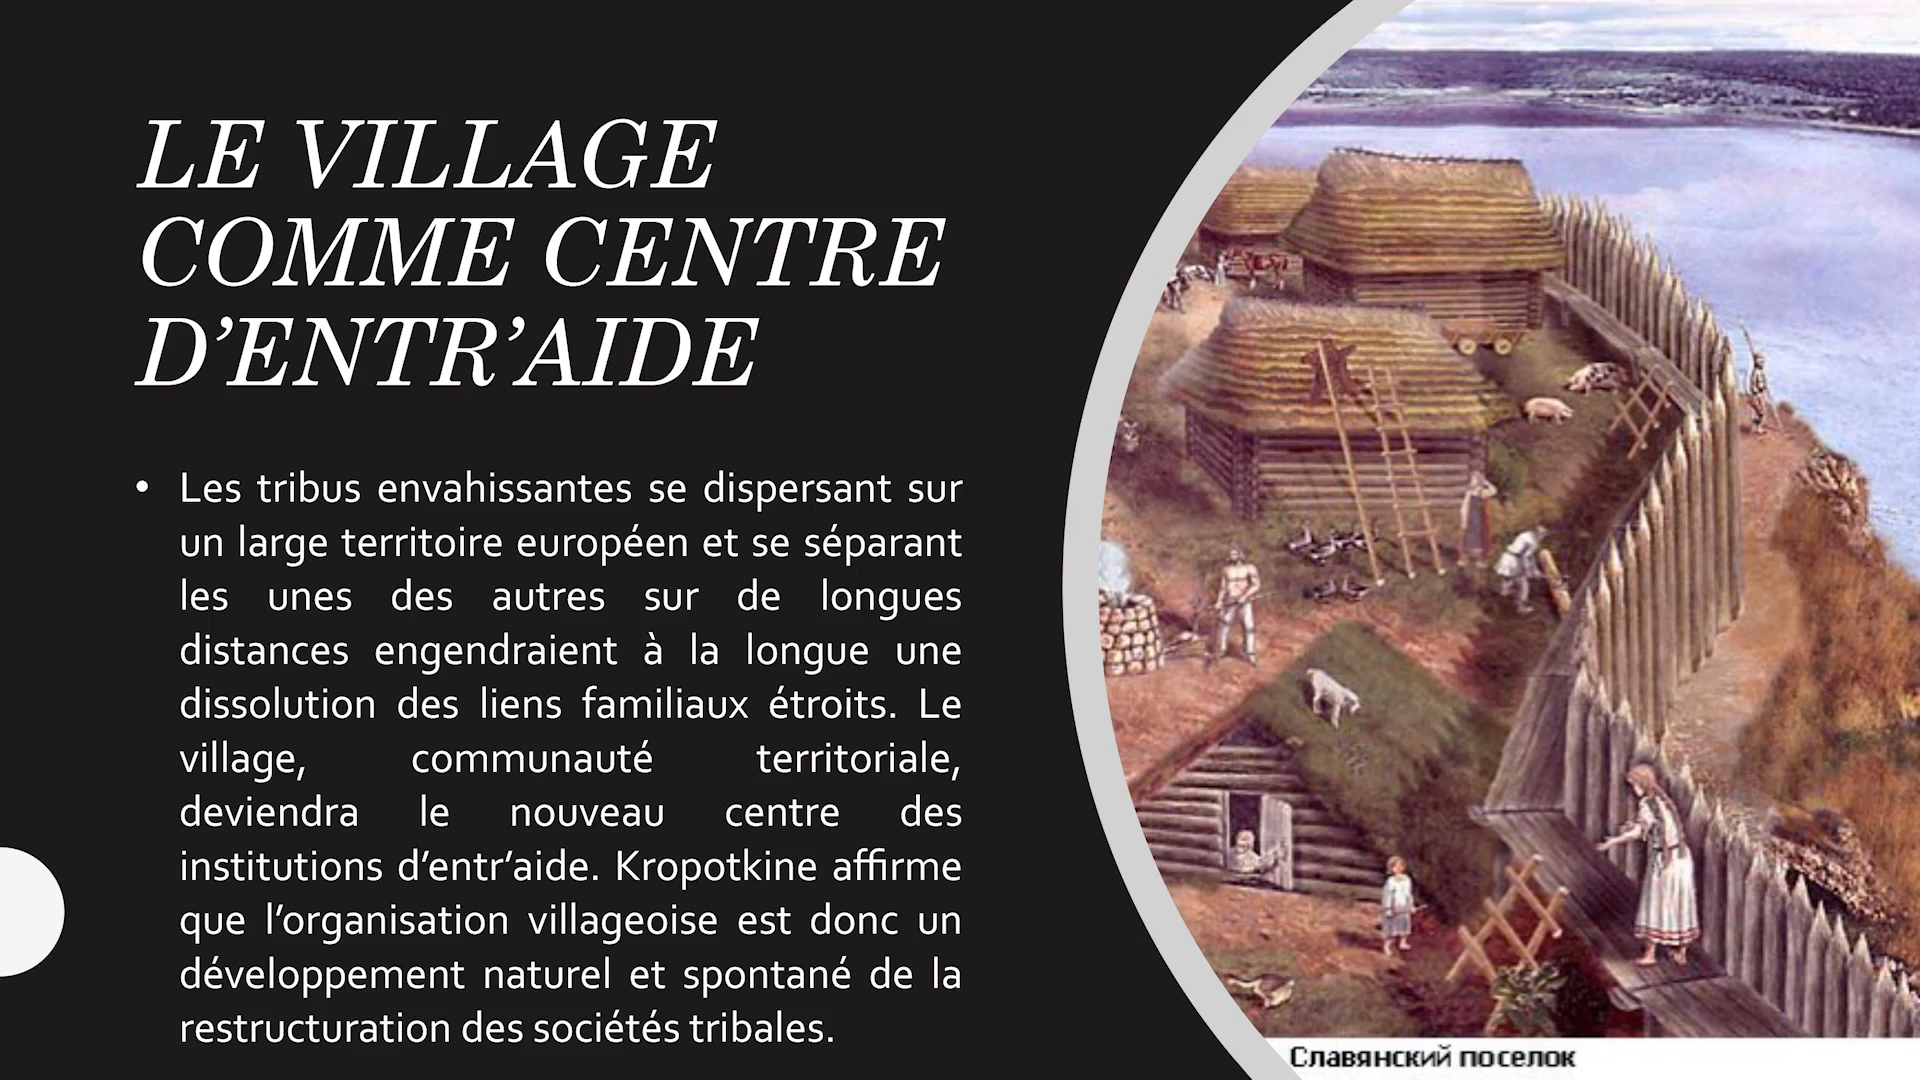 LE VILLAGE
COMME CENTRE
D’ENTR’AIDE
• Les tribus envahissantes se dispersant sur
un large territoire européen et se séparant
les unes des autres sur de longues
distances engendraient à la longue une
dissolution des liens familiaux étroits. Le
village, communauté territoriale,
deviendra le nouveau centre des
institutions d’entr’aide. Kropotkine affirme
que l’organisation villageoise est donc un
développement naturel et spontané de la
restructuration des sociétés tribales.
Славянский поселок